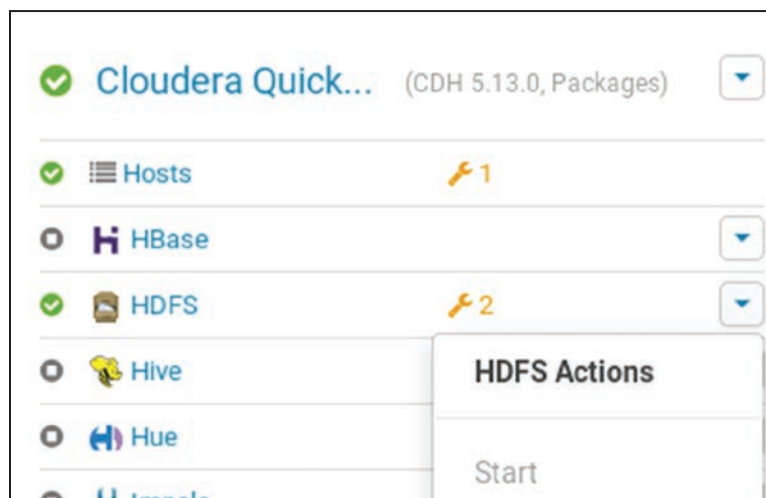 Cloudera Quick... (CDH 5.13.0, Packages)
Hosts 1
HBase
HDFS 2
Hive
HDFS Actions
Hue
Start